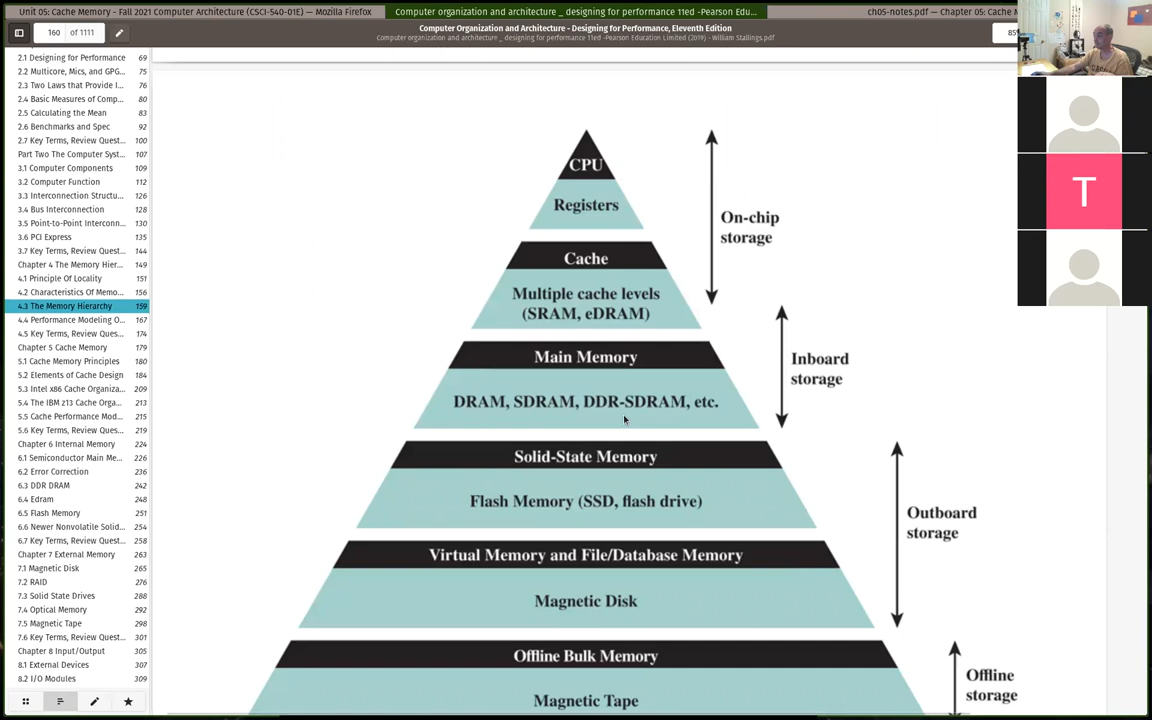 Unit 05: Cache Memory - Fall 2021 Computer Architecture (CSCI-540-01E) — Mozilla Firefox
Computer organization and architecture _ designing for performance 11ed -Pearson Edu...
ch05-notes.pdf — Chapter 05: Cache M
160 of 1111
Computer Organization and Architecture - Designing for Performance, Eleventh Edition
Computer organization and architecture _ designing for performance 11ed -Pearson Education Limited (2019) - William Stallings.pdf
85
2.1 Designing for Performance 69
2.2 Multicore, Mics, and GPG... 75
2.3 Two Laws that Provide I... 76
2.4 Basic Measures of Comp... 80
2.5 Calculating the Mean 83
2.6 Benchmarks and Spec 92
2.7 Key Terms, Review Quest... 100
Part Two The Computer Syst... 107
3.1 Computer Components 109
3.2 Computer Function 112
3.3 Interconnection Structu... 126
3.4 Bus Interconnection 128
3.5 Point-to-Point Interconn... 130
3.6 PCI Express 135
3.7 Key Terms, Review Quest... 144
Chapter 4 The Memory Hier... 149
4.1 Principle Of Locality 151
4.2 Characteristics Of Memo... 156
4.3 The Memory Hierarchy 159
4.4 Performance Modeling O... 167
4.5 Key Terms, Review Ques... 174
Chapter 5 Cache Memory 179
5.1 Cache Memory Principles 180
5.2 Elements of Cache Design 184
5.3 Intel x86 Cache Organiza... 209
5.4 The IBM 213 Cache Orga... 213
5.5 Cache Performance Mod... 215
5.6 Key Terms, Review Ques... 219
Chapter 6 Internal Memory 224
6.1 Semiconductor Main Me... 226
6.2 Error Correction 236
6.3 DDR DRAM 242
6.4 Edram 248
6.5 Flash Memory 251
6.6 Newer Nonvolatile Solid... 254
6.7 Key Terms, Review Quest... 258
Chapter 7 External Memory 263
7.1 Magnetic Disk 265
7.2 RAID 276
7.3 Solid State Drives 288
7.4 Optical Memory 292
7.5 Magnetic Tape 298
7.6 Key Terms, Review Quest... 301
Chapter 8 Input/Output 305
8.1 External Devices 307
8.2 I/O Modules 309
CPU
Registers
On-chip
storage
Cache
Multiple cache levels
(SRAM, eDRAM)
Main Memory
DRAM, SDRAM, DDR-SDRAM, etc.
Inboard
storage
Solid-State Memory
Flash Memory (SSD, flash drive)
Outboard
storage
Virtual Memory and File/Database Memory
Magnetic Disk
Offline Bulk Memory
Magnetic Tape
Offline
storage
T